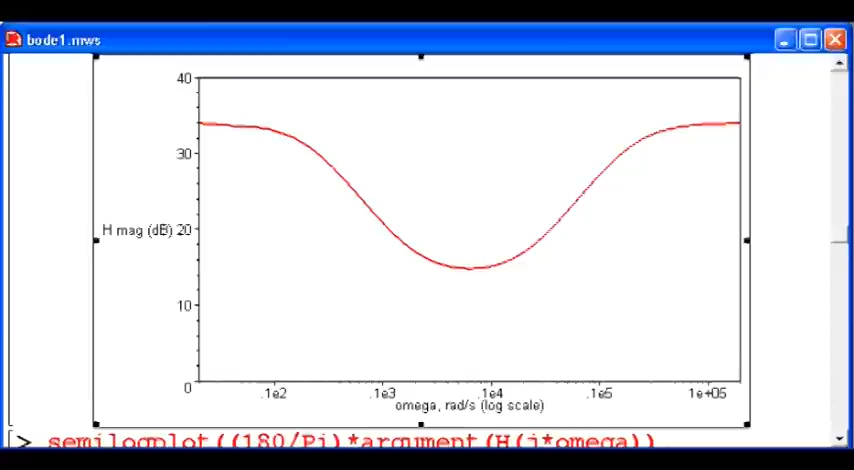 bode1.mws
40
30
H mag (dB) 20
10
0
.1e2 .1e3 .1e4 .1e5 1e+05
omega, rad/s (log scale)
[> semilogplot((180/Pi)*argument(H(j*omega))